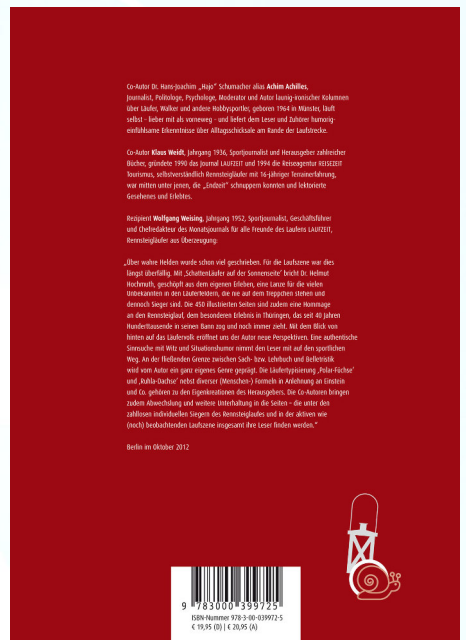 Co-Autor Dr. Hans-Joachim „Hajo" Schumacher alias Achim Achilles,
Journalist, Politologe, Psychologe, Moderator und Autor launig-ironischer Kolumnen
über Läufer, Walker und andere Hobbysportler, geboren 1964 in Münster, läuft
selbst - lieber mit als vorneweg - und liefert dem Leser und Zuhörer humorig-
einfühlsame Erkenntnisse über Alltagsschicksale am Rande der Laufstrecke.
Co-Autor Klaus Weidt, Jahrgang 1936, Sportjournalist und Herausgeber zahlreicher
Bücher, gründete 1990 das Journal LAUFZEIT und 1994 die Reiseagentur REISEZEIT
Tourismus, selbstverständlich Rennsteigläufer mit 16-jähriger Terrainerfahrung,
war mitten unter jenen, die „Endzeit" schnuppern konnten und lektorierte
Gesehenes und Erlebtes.
Rezipient Wolfgang Weising, Jahrgang 1952, Sportjournalist, Geschäftsführer
und Chefredakteur des Monatsjournals für alle Freunde des Laufens LAUFZEIT,
Rennsteigläufer aus Überzeugung:
„Über wahre Helden wurde schon viel geschrieben. Für die Laufszene war dies
längst überfällig. Mit ‚SchattenLäufer auf der Sonnenseite' bricht Dr. Helmut
Hochmuth, geschöpft aus dem eigenen Erleben, eine Lanze für die vielen
Unbekannten in den Läuferfeldern, die nie auf dem Treppchen stehen und
dennoch Sieger sind. Die 450 illustrierten Seiten sind zudem eine Hommage
an den Rennsteiglauf, dem besonderen Erlebnis in Thüringen, das seit 40 Jahren
Hunderttausende in seinen Bann zog und noch immer zieht. Mit dem Blick von
hinten auf das Läufervolk eröffnet uns der Autor neue Perspektiven. Eine authentische
Sinnsuche mit Witz und Situationshumor nimmt den Leser mit auf den sportlichen
Weg. An der fließenden Grenze zwischen Sach- bzw. Lehrbuch und Belletristik
wird vom Autor ein ganz eigenes Genre geprägt. Die Läufertypisierung ‚Polar-Füchse'
und ‚Ruhla-Dachse' nebst diverser (Menschen-) Formeln in Anlehnung an Einstein
und Co. gehören zu den Eigenkreationen des Herausgebers. Die Co-Autoren bringen
zudem Abwechslung und weitere Unterhaltung in die Seiten – die unter den
zahllosen individuellen Siegern des Rennsteiglaufes und in der aktiven wie
(noch) beobachtenden Laufszene insgesamt ihre Leser finden werden."
Berlin im Oktober 2012
9 783000 399725
ISBN-Nummer 978-3-00-039972-5
€ 19,95 (D) | € 20,95 (A)